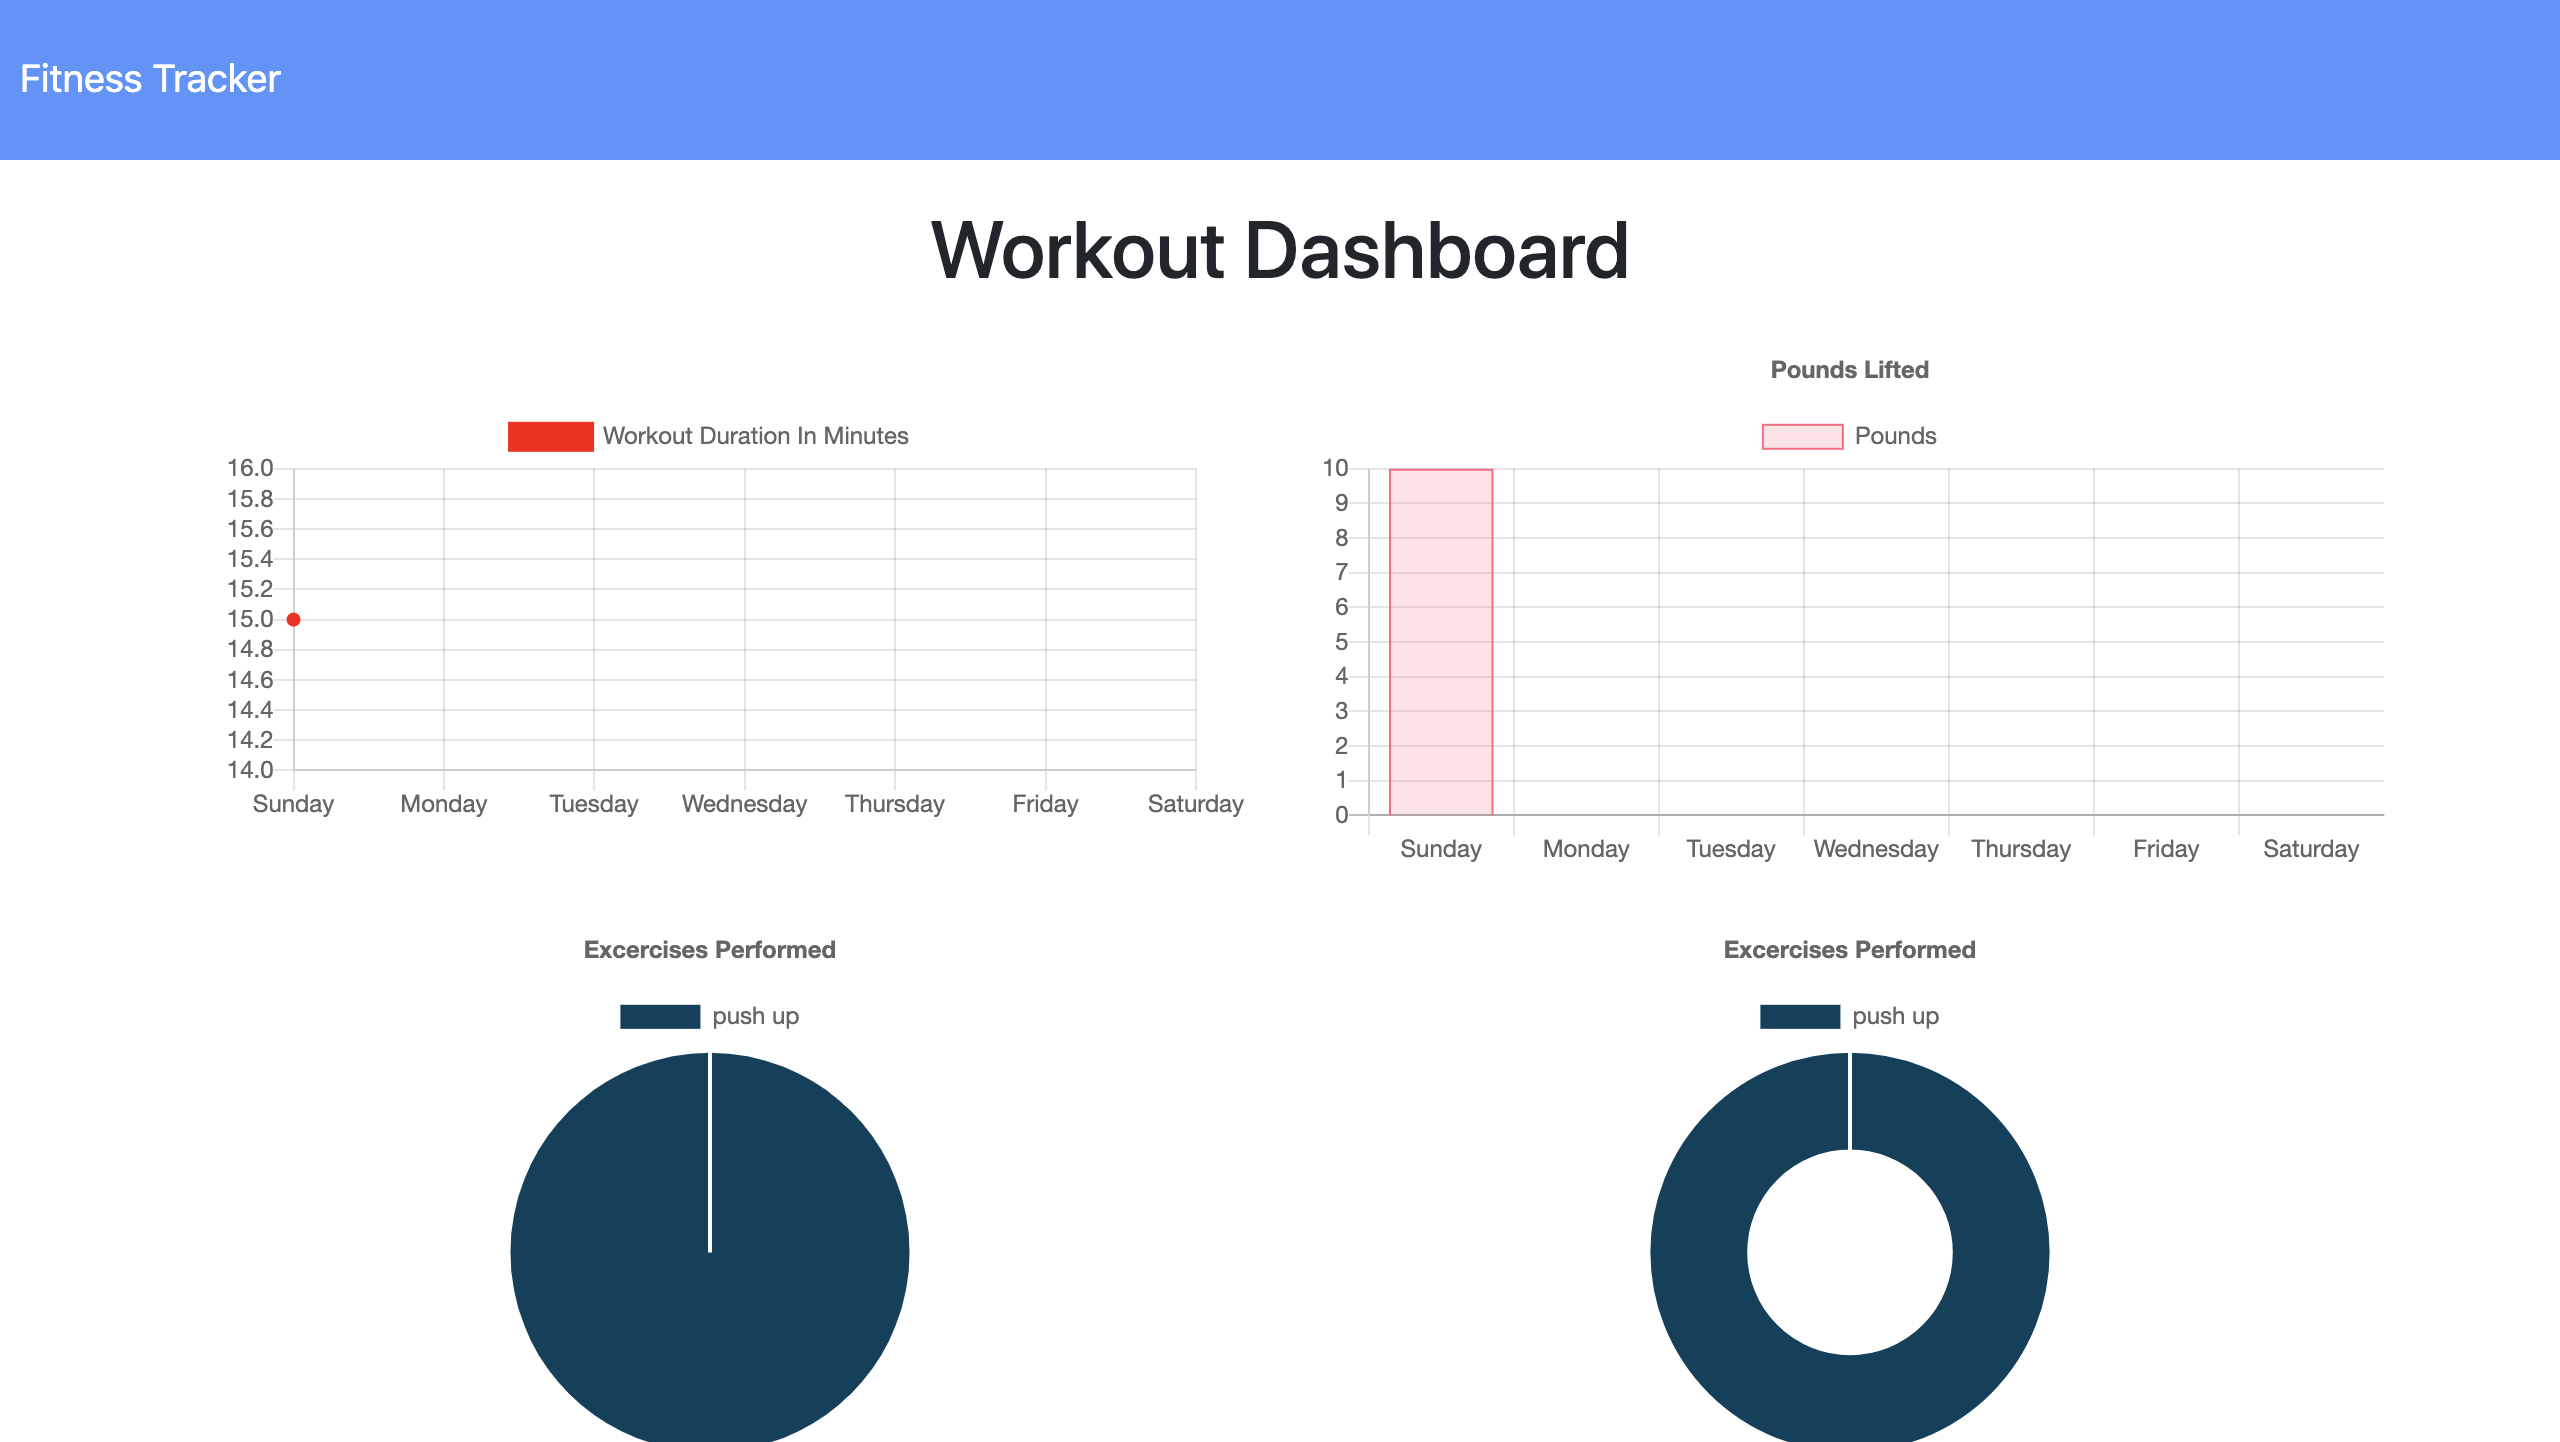 Fitness Tracker
Workout Dashboard
Workout Duration In Minutes
16.0
15.8
15.6
15.4
15.2
15.0
14.8
14.6
14.4
14.2
14.0
Sunday Monday Tuesday Wednesday Thursday Friday Saturday
Pounds Lifted
Pounds
10
9
8
7
6
5
4
3
2
1
0
Sunday Monday Tuesday Wednesday Thursday Friday Saturday
Excercises Performed
push up
Excercises Performed
push up